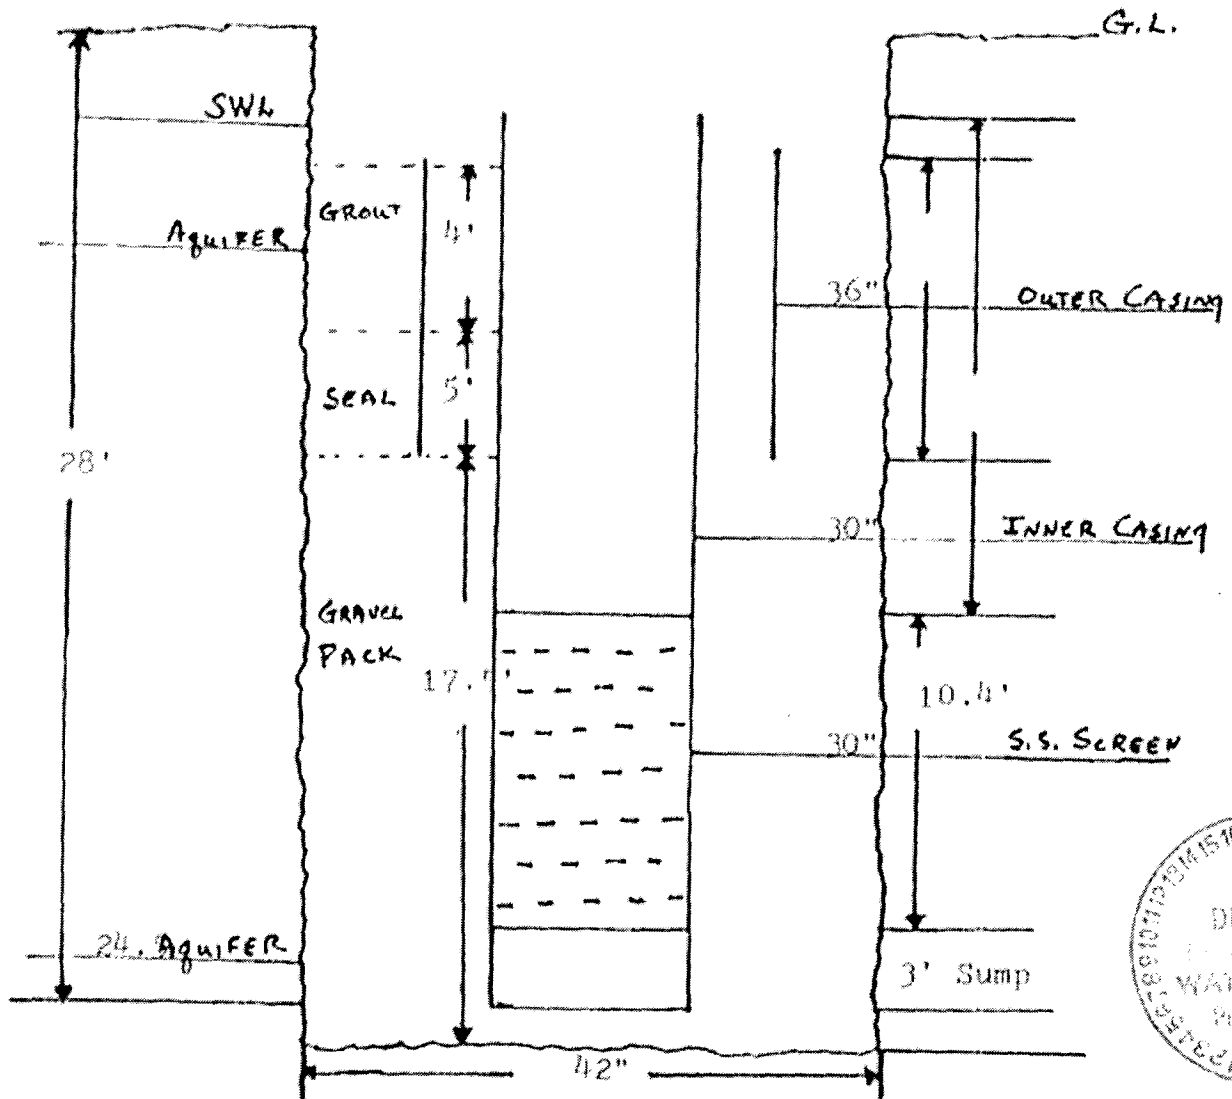 G.L.
SWL
GROUT
4'
AquIFER
36"
OUTER CASING
SEAL
5'
28'
30"
INNER CASING
GRAVEL
PACK
17.
10.4'
30"
S.S. SCREEN
24. AquIFER
3' Sump
42"